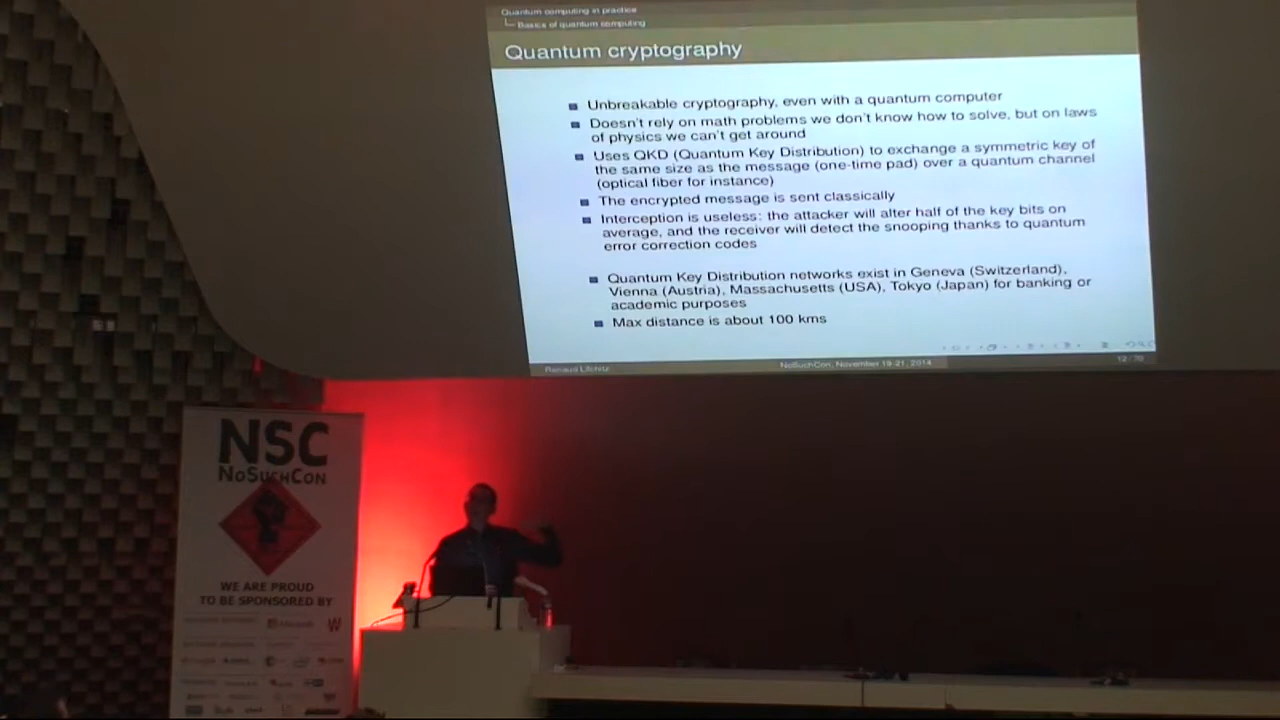 Quantum computing in practice
Basics of quantum computing
Quantum cryptography
Unbreakable cryptography, even with a quantum computer
Doesn't rely on math problems we don't know how to solve, but on laws
of physics we can't get around
Uses QKD (Quantum Key Distribution) to exchange a symmetric key of
the same size as the message (one-time pad) over a quantum channel
(optical fiber for instance)
The encrypted message is sent classically
Interception is useless: the attacker will alter half of the key bits on
average, and the receiver will detect the snooping thanks to quantum
error correction codes
Quantum Key Distribution networks exist in Geneva (Switzerland),
Vienna (Austria), Massachusetts (USA), Tokyo (Japan) for banking or
academic purposes
Max distance is about 100 kms
NoSuchCon, November 19-21, 2014
NSC
NoSuchCon
WE ARE PROUD
TO BE SPONSORED BY